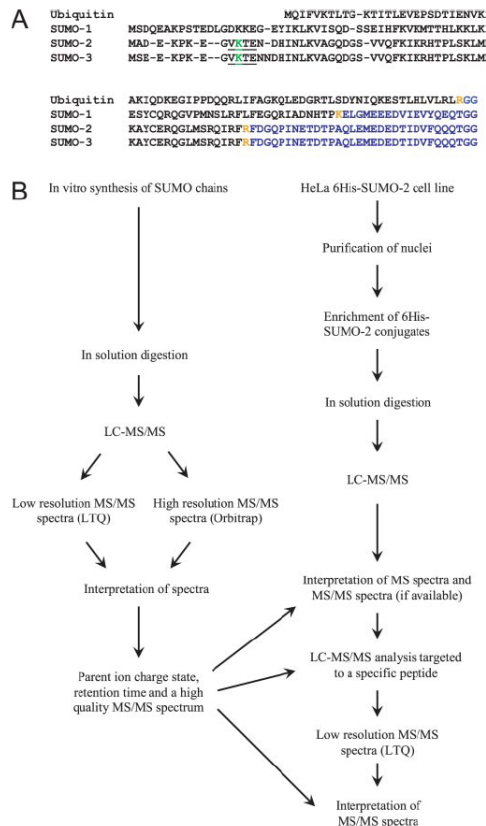 A
Ubiquitin MQIFVKTLTG-KTITLEVEPSDTIENVK
SUMO-1 MSDQEAKPSTEDLGDKKEG-EYIKLKVISQD-SSEIHFKVKMTTHLKKLK
SUMO-2 MAD-E-KPK-E--GVKTENNDHINLKVAGQDG-SVVQFKIKRHTPLSKLM
SUMO-3 MSE-E-KPK-E--GVKTENNDHINLKVAGQDGS-VVQFKIKRHTPLSKLM
Ubiquitin AKIQDKEGIPPDQQRLIFAGKQLEDGRTLSDYNIQKESTLHLVLRLRGG
SUMO-1 ESYCQRQGVPMNSLRFLFEGQRIADNHTPKELGMEEEDVIEVYQEQTGG
SUMO-2 KAYCERQGLSMRQIRFRFDGQPINETDTPAQLEMEDEDTIDVFQQQTGG
SUMO-3 KAYCERQGLMSRQIRFRFDGQPINETDTPAQLEMEDEDTIDVFQQQTGG
B
In vitro synthesis of SUMO chains
HeLa 6His-SUMO-2 cell line
Purification of nuclei
Enrichment of 6His-
SUMO-2 conjugates
In solution digestion
In solution digestion
LC-MS/MS
LC-MS/MS
Low resolution MS/MS
spectra (LTQ)
High resolution MS/MS
spectra (Orbitrap)
Interpretation of spectra
Interpretation of MS spectra and
MS/MS spectra (if available)
Parent ion charge state,
retention time and a high
quality MS/MS spectrum
LC-MS/MS analysis targeted
to a specific peptide
Low resolution MS/MS
spectra (LTQ)
Interpretation of
MS/MS spectra